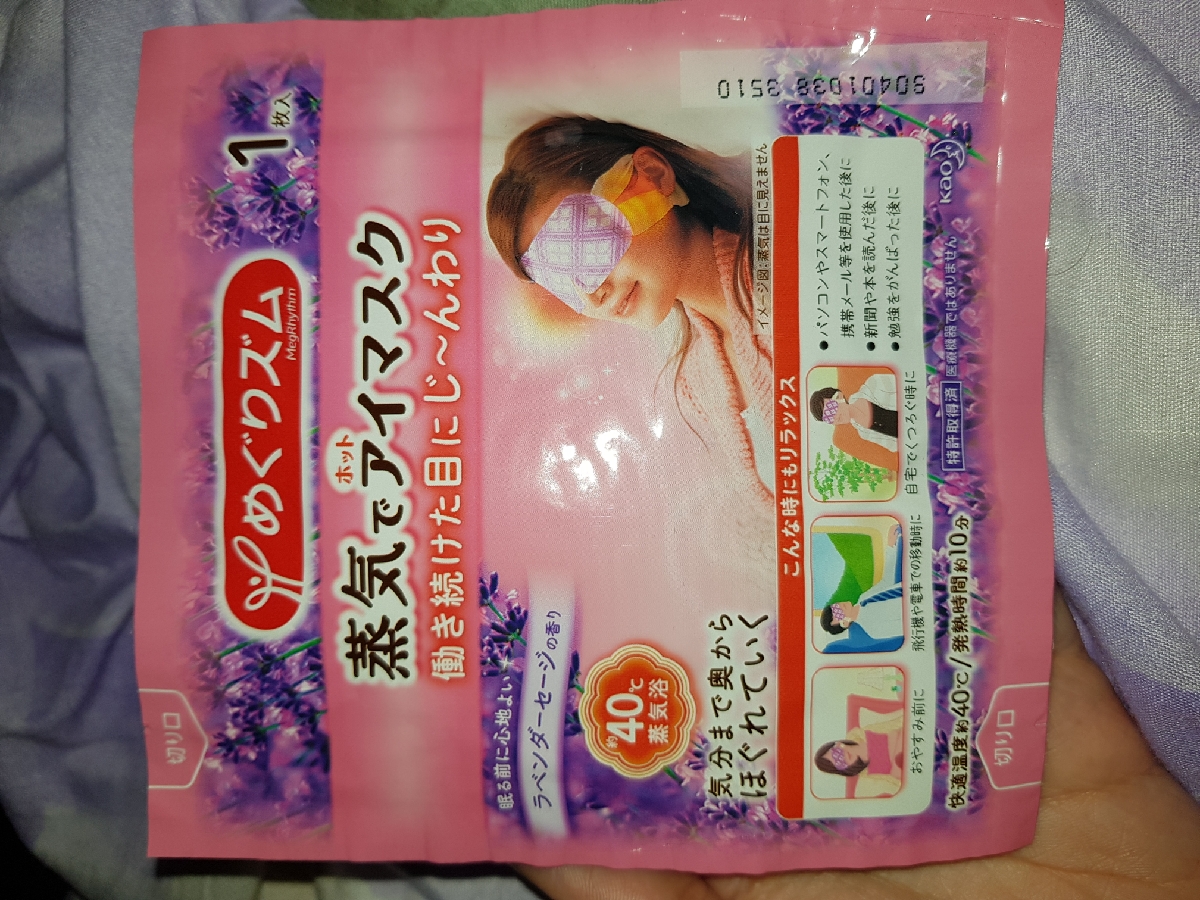 めぐりズム
MegRhythm
1枚入
蒸気でホットアイマスク
働き続けた目にじ~んわり
眠る前に心地よい
ラベンダーセージの香り
約40℃
蒸気浴
気分まで奥から
ほぐれていく
イメージ図:蒸気は目に見えません
こんな時にもリラックス
おやすみ前に
飛行機や電車での移動時に
自宅でくつろぐ時に
●パソコンやスマートフォン、
携帯メール等を使用した後に
●新聞や本を読んだ後に
●勉強をがんばった後に
快適温度約40℃/発熱時間約10分
特許取得済 医療機器ではありません
Kao
切り口
切り口
80401038 3510